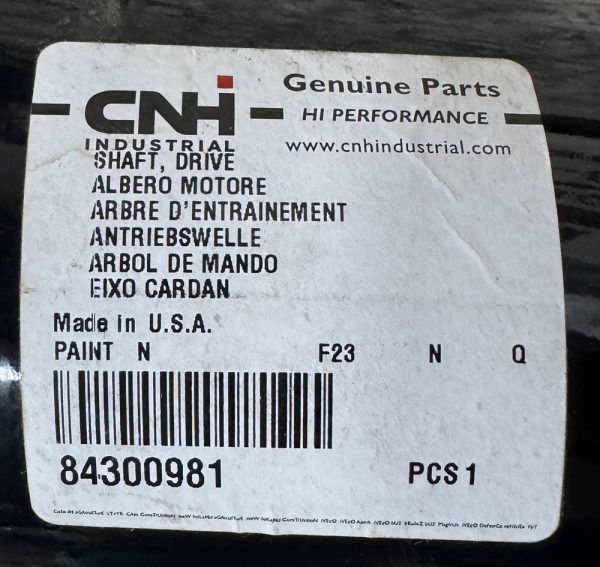 CNH
INDUSTRIAL
Genuine Parts
HI PERFORMANCE
www.cnhindustrial.com
SHAFT, DRIVE
ALBERO MOTORE
ARBRE D'ENTRAINEMENT
ANTRIEBSWELLE
ARBOL DE MANDO
EIXO CARDAN
Made in U.S.A.
PAINT N F23 N Q
84300981 PCS 1